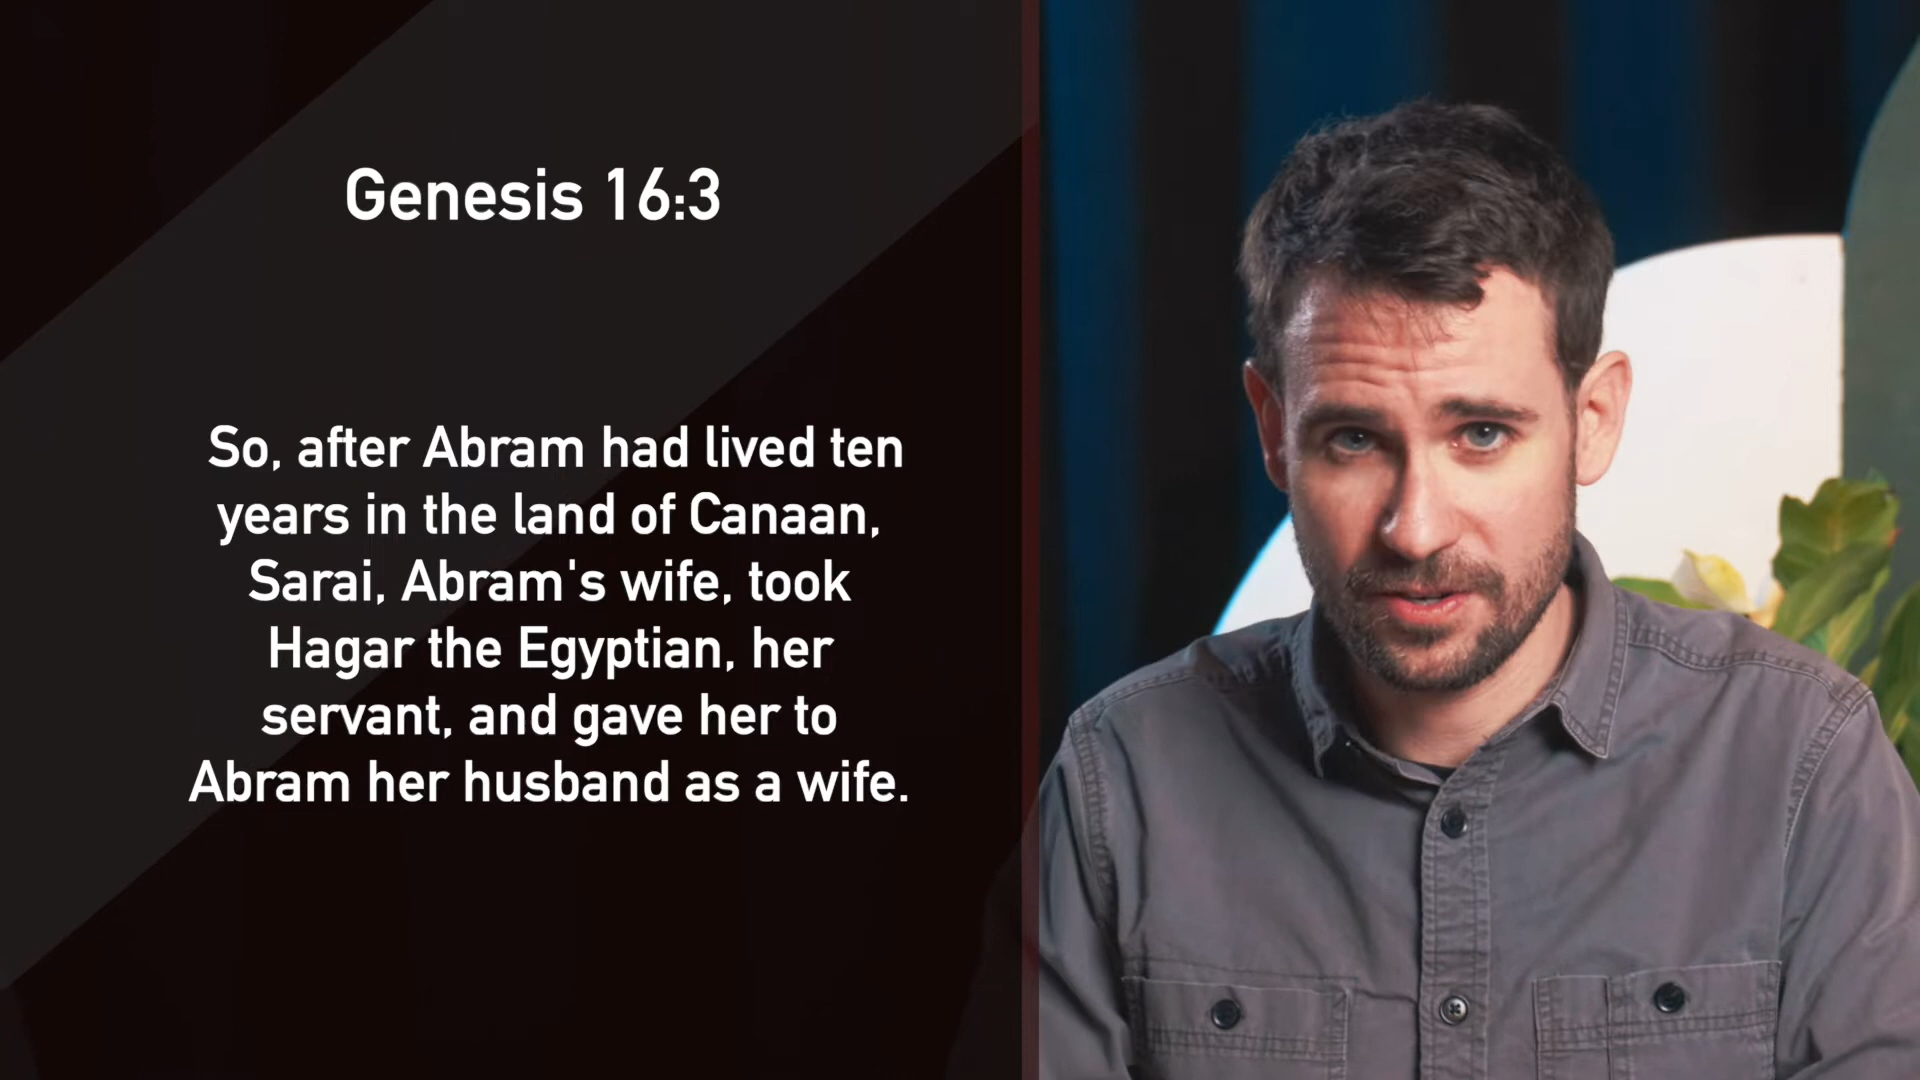 Genesis 16:3
So, after Abram had lived ten
years in the land of Canaan,
Sarai, Abram's wife, took
Hagar the Egyptian, her
servant, and gave her to
Abram her husband as a wife.